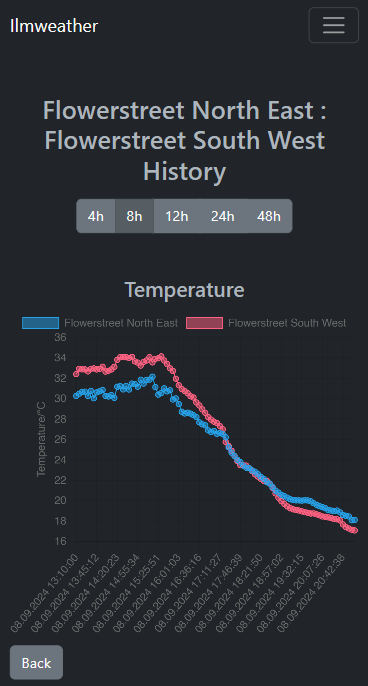 Ilmweather
Flowerstreet North East :
Flowerstreet South West
History
4h 8h 12h 24h 48h
Temperature
Flowerstreet North East Flowerstreet South West
Temperature/°C
36
34
32
30
28
26
24
22
20
18
16
08.09.2024 13:10:00
08.09.2024 13:45:12
08.09.2024 14:20:23
08.09.2024 14:55:34
08.09.2024 15:25:51
08.09.2024 16:01:03
08.09.2024 16:36:16
08.09.2024 17:11:27
08.09.2024 17:46:39
08.09.2024 18:21:50
08.09.2024 18:57:02
08.09.2024 19:32:15
08.09.2024 20:07:26
08.09.2024 20:42:38
Back